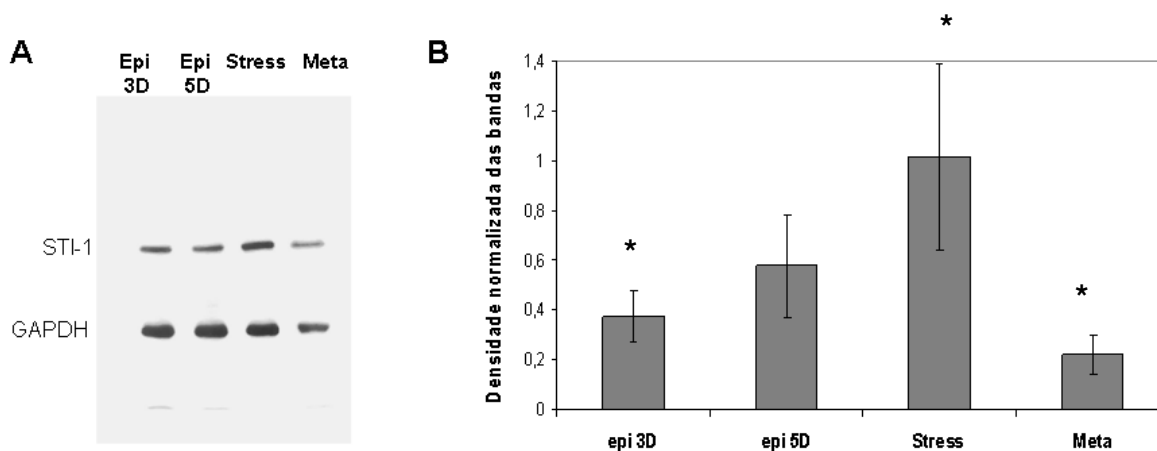 A
Epi 3D
Epi 5D
Stress
Meta
STI-1
GAPDH
B
Densidade normalizada das bandas
*
1,4
1,2
1
0,8
0,6
0,4
0,2
0
*
*
epi 3D
epi 5D
Stress
Meta